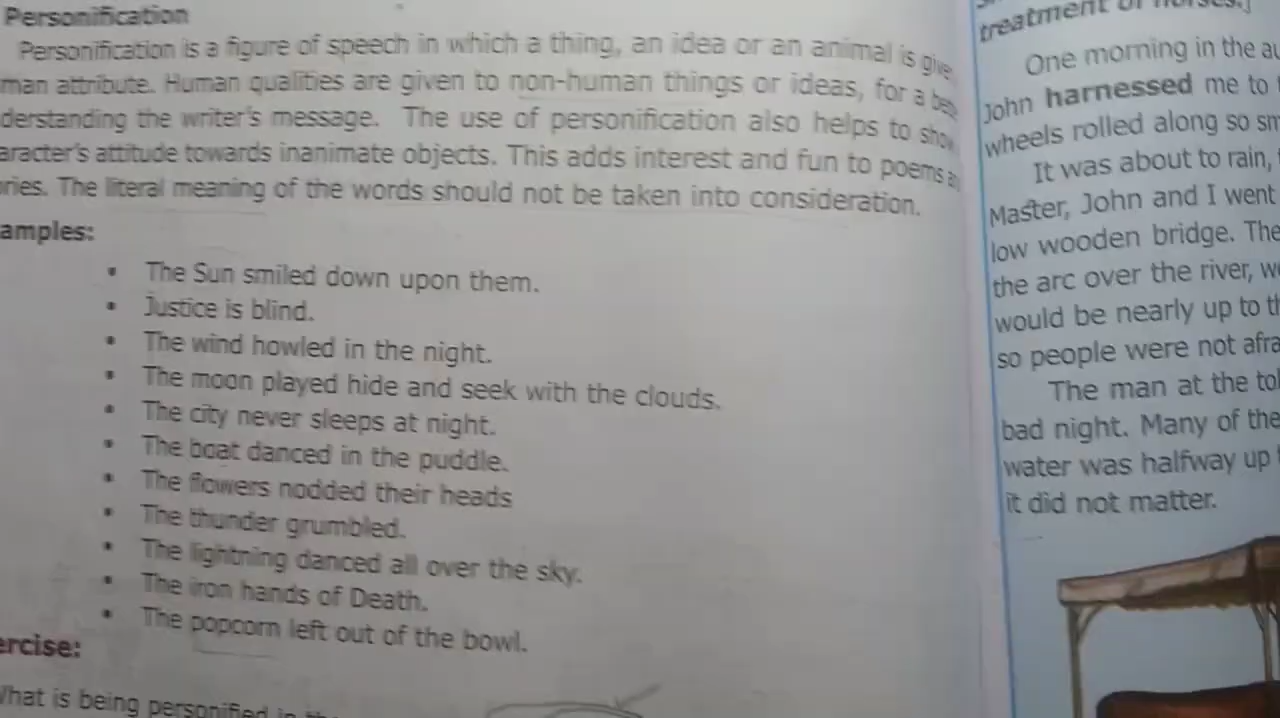 Personification
Personification is a figure of speech in which a thing, an idea or an animal is give
man attribute. Human qualities are given to non-human things or ideas, for a
derstanding the writer's message. The use of personification also helps to show
aracter's attitude towards inanimate objects. This adds interest and fun to poems
ries. The literal meaning of the words should not be taken into consideration.
amples:
• The Sun smiled down upon them.
• Justice is blind.
• The wind howled in the night.
• The moon played hide and seek with the clouds.
• The city never sleeps at night.
• The boat danced in the puddle.
• The flowers nodded their heads
• The thunder grumbled.
• The lightning danced all over the sky.
• The iron hands of Death.
• The popcorn left out of the bowl.
ercise:
What is being personified in
treatment of horses.]
One morning in the au
John harnessed me to
wheels rolled along so sm
It was about to rain,
Master, John and I went
low wooden bridge. The
the arc over the river, we
would be nearly up to th
so people were not afra
The man at the tol
bad night. Many of the
water was halfway up
it did not matter.